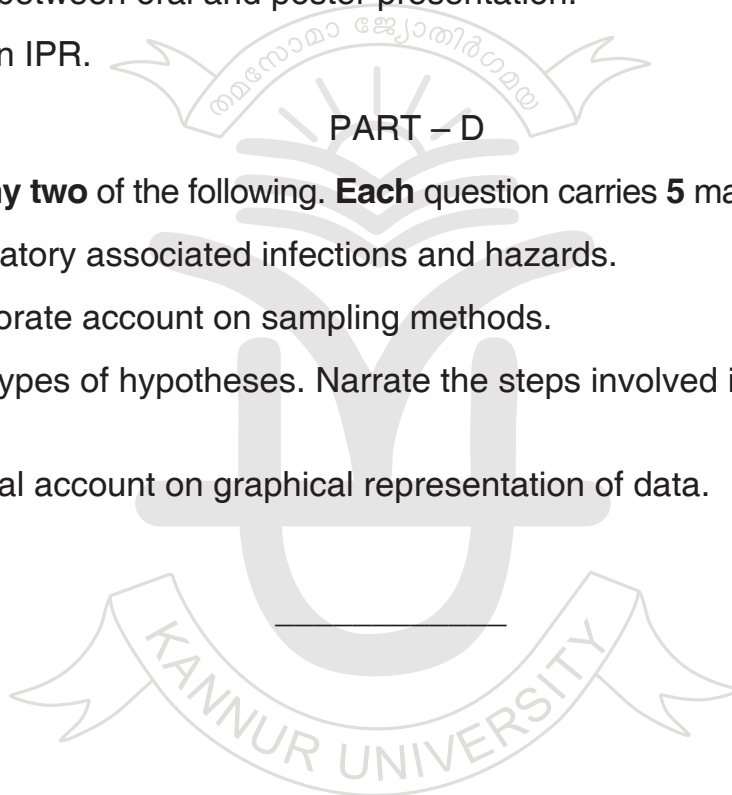 between oral and poster presentation.
n IPR.
തമസോമാ ജ്യോതിർഗമയ
PART – D
ny two of the following. Each question carries 5 ma
atory associated infections and hazards.
orate account on sampling methods.
ypes of hypotheses. Narrate the steps involved i
al account on graphical representation of data.
KANNUR UNIVERSITY